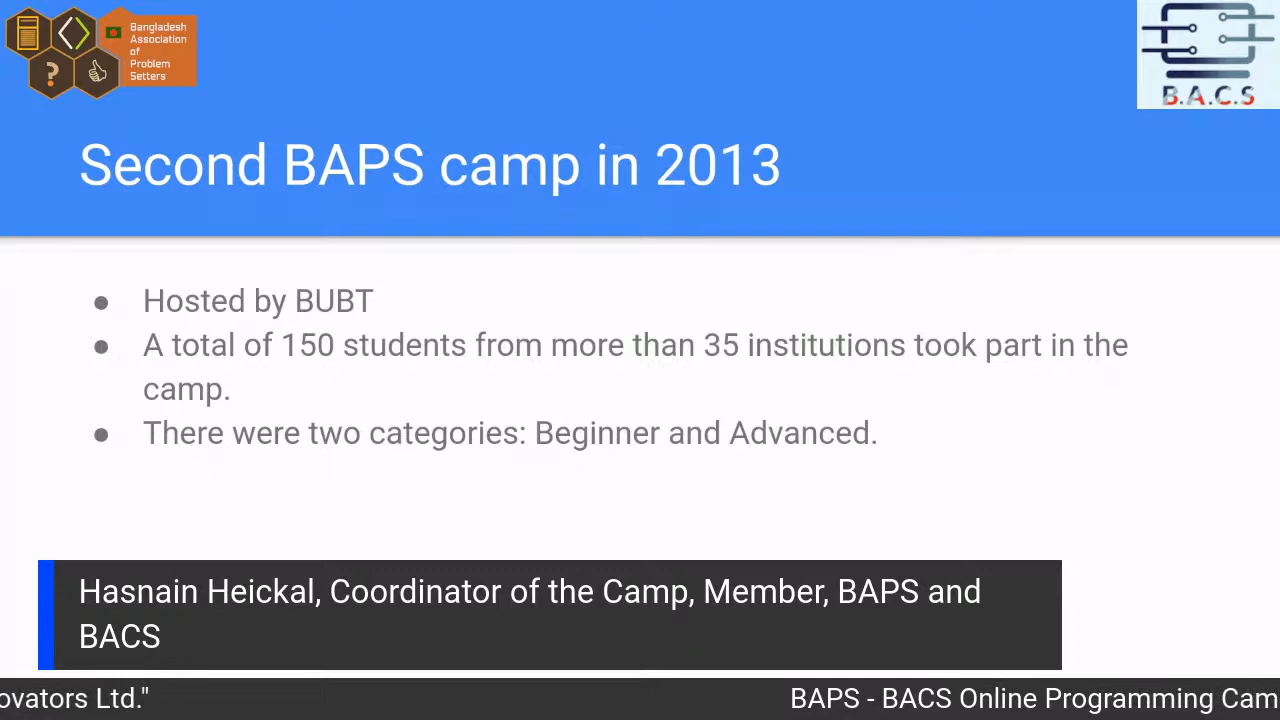 Bangladesh
Association
of
Problem
Setters
B.A.C.S
Second BAPS camp in 2013
● Hosted by BUBT
● A total of 150 students from more than 35 institutions took part in the
camp.
● There were two categories: Beginner and Advanced.
Hasnain Heickal, Coordinator of the Camp, Member, BAPS and
BACS
ovators Ltd." BAPS - BACS Online Programming Cam